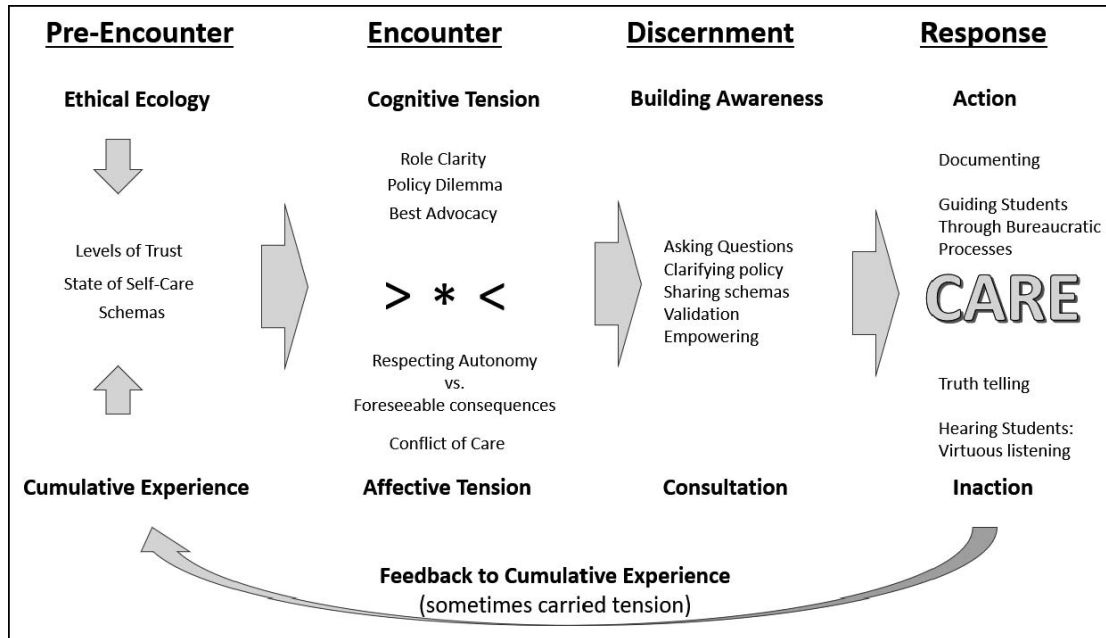 Pre-Encounter
Ethical Ecology
Levels of Trust
State of Self-Care
Schemas
Cumulative Experience
Encounter
Cognitive Tension
Role Clarity
Policy Dilemma
Best Advocacy
> * <
Respecting Autonomy
vs.
Foreseeable consequences
Conflict of Care
Affective Tension
Discernment
Building Awareness
Asking Questions
Clarifying policy
Sharing schemas
Validation
Empowering
Consultation
Response
Action
Documenting
Guiding Students
Through Bureaucratic
Processes
CARE
Truth telling
Hearing Students:
Virtuous listening
Inaction
Feedback to Cumulative Experience
(sometimes carried tension)